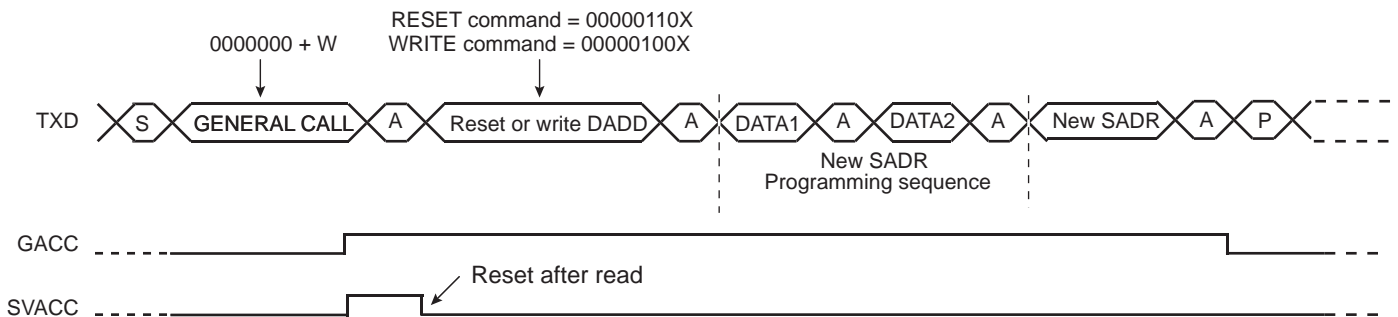 RESET command = 00000110X
0000000 + W
WRITE command = 00000100X
TXD
S
GENERAL CALL
A
Reset or write DADD
A
DATA1
A
DATA2
A
New SADR
A
P
New SADR
Programming sequence
GACC
Reset after read
SVACC